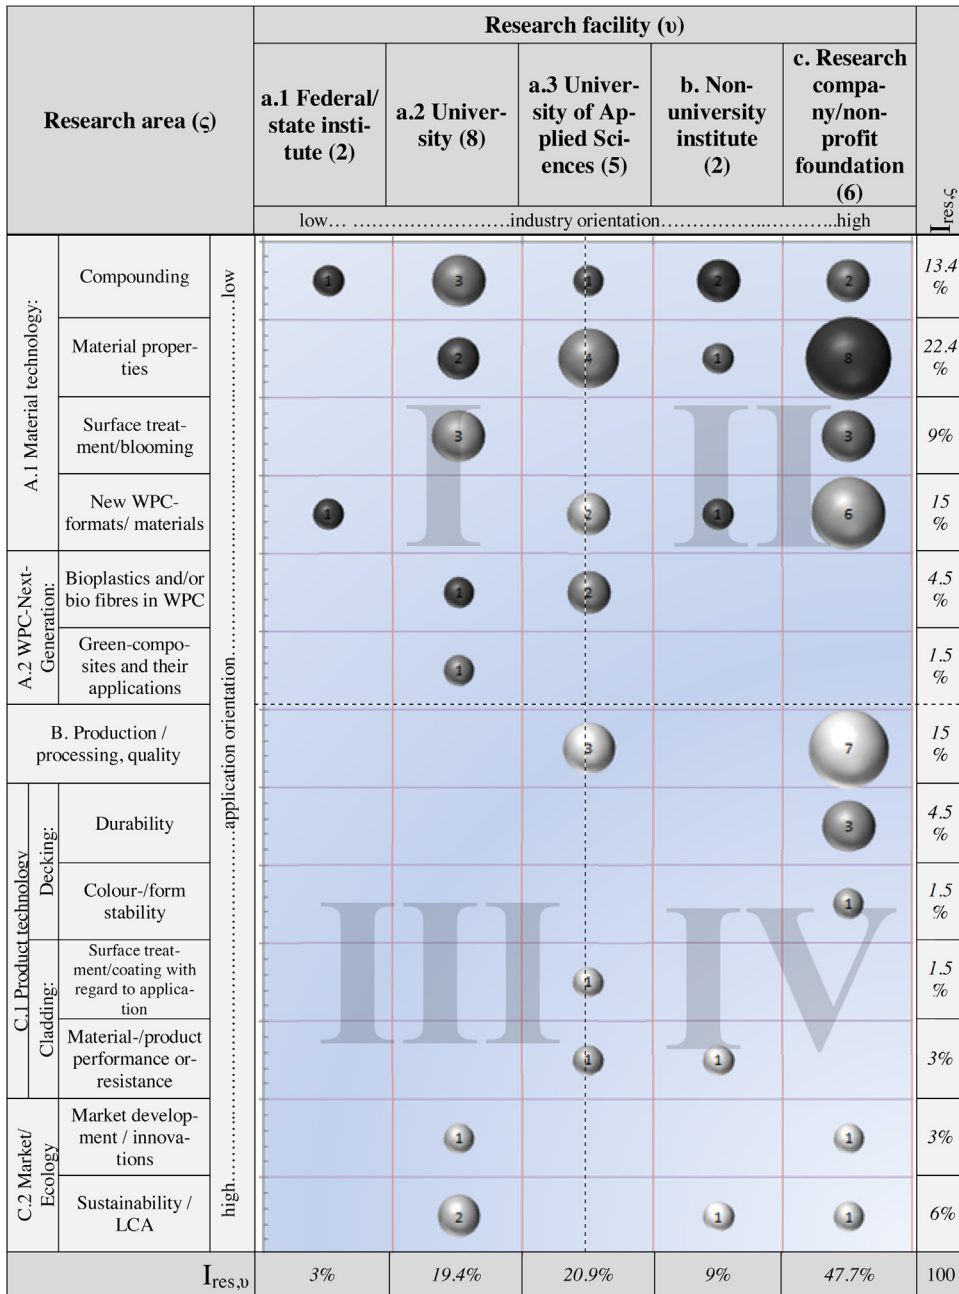 Research facility (υ)
Research area (ς)
a.1 Federal/
state insti-
tute (2)
a.2 Univer-
sity (8)
a.3 Univer-
sity of Ap-
plied Sci-
ences (5)
b. Non-
university
institute
(2)
c. Research
compa-
ny/non-
profit
foundation
(6)
I res,ς
low… …………………….industry orientation……………..………...high
A.1 Material technology:
high……………………………application orientation……………………………low
Compounding
1
3
1
2
2
13.4
%
Material proper-
ties
2
4
1
8
22.4
%
Surface treat-
ment/blooming
3
3
9%
New WPC-
formats/ materials
1
2
1
6
15
%
I
II
A.2 WPC-Next-
Generation:
Bioplastics and/or
bio fibres in WPC
1
2
4.5
%
Green-compo-
sites and their
applications
1
1.5
%
B. Production /
processing, quality
3
7
15
%
C.1 Product technology
Decking:
Durability
3
4.5
%
Colour-/form
stability
1
1.5
%
III
IV
Cladding:
Surface treat-
ment/coating with
regard to applica-
tion
1
1.5
%
Material-/product
performance or-
resistance
1
1
3%
C.2 Market/
Ecology
Market develop-
ment / innova-
tions
1
1
3%
Sustainability /
LCA
2
1
1
6%
I res,υ
3%
19.4%
20.9%
9%
47.7%
100